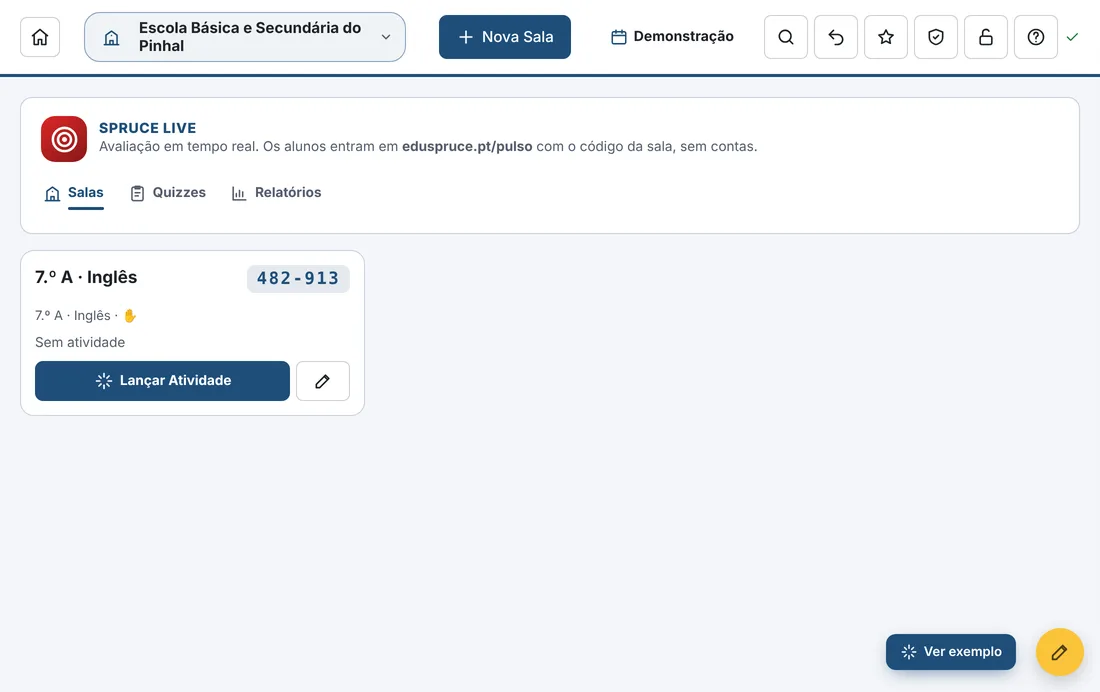 Escola Básica e Secundária do
Pinhal
Nova Sala
Demonstração
SPRUCE LIVE
Avaliação em tempo real. Os alunos entram em eduspruce.pt/pulso com o código da sala, sem contas.
Salas
Quizzes
Relatórios
7.º A · Inglês
482-913
7.º A · Inglês · ✋
Sem atividade
Lançar Atividade
Ver exemplo